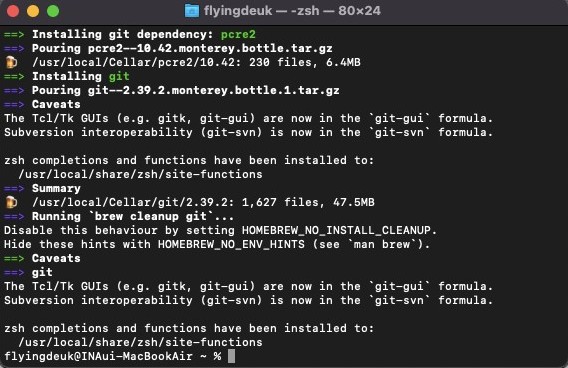 flyingdeuk — -zsh — 80×24
==> Installing git dependency: pcre2
==> Pouring pcre2--10.42.monterey.bottle.tar.gz
🍺  /usr/local/Cellar/pcre2/10.42: 230 files, 6.4MB
==> Installing git
==> Pouring git--2.39.2.monterey.bottle.1.tar.gz
==> Caveats
The Tcl/Tk GUIs (e.g. gitk, git-gui) are now in the `git-gui` formula.
Subversion interoperability (git-svn) is now in the `git-svn` formula.

zsh completions and functions have been installed to:
  /usr/local/share/zsh/site-functions
==> Summary
🍺  /usr/local/Cellar/git/2.39.2: 1,627 files, 47.5MB
==> Running `brew cleanup git`...
Disable this behaviour by setting HOMEBREW_NO_INSTALL_CLEANUP.
Hide these hints with HOMEBREW_NO_ENV_HINTS (see `man brew`).
==> Caveats
==> git
The Tcl/Tk GUIs (e.g. gitk, git-gui) are now in the `git-gui` formula.
Subversion interoperability (git-svn) is now in the `git-svn` formula.

zsh completions and functions have been installed to:
  /usr/local/share/zsh/site-functions
flyingdeuk@INAui-MacBookAir ~ %